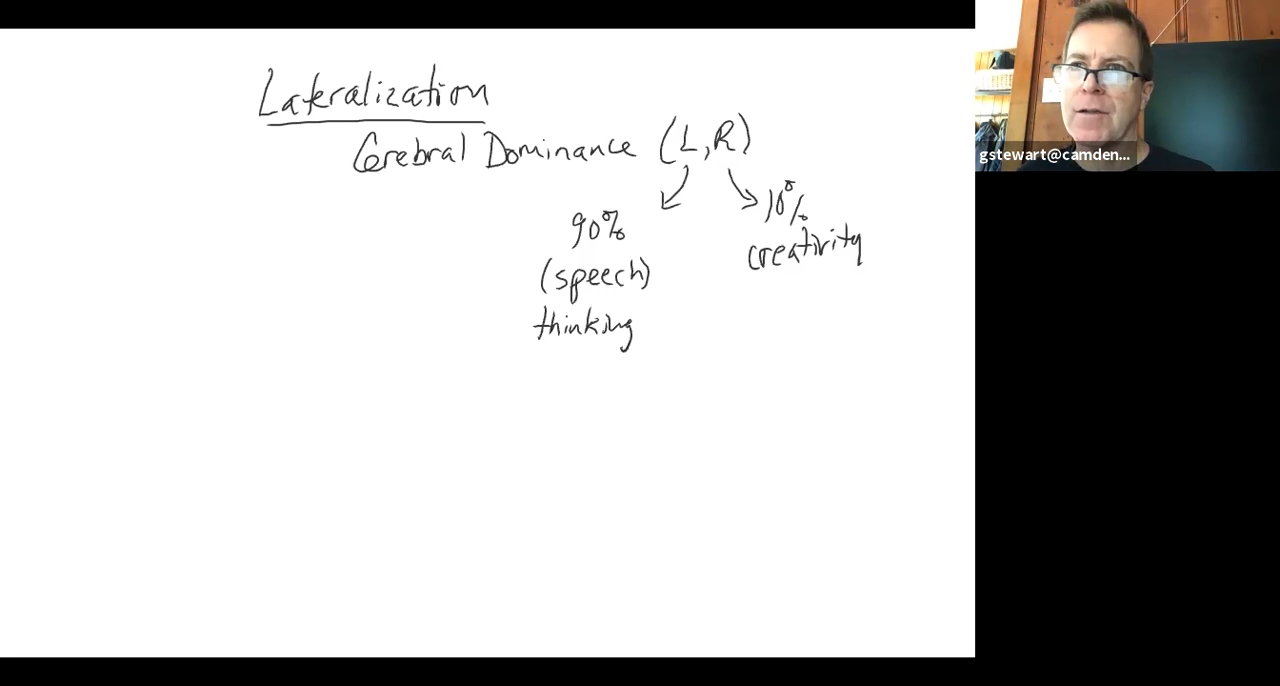 Lateralization
Cerebral Dominance (L,R)
90%
(speech)
thinking
10%
creativity
gstewart@camden...